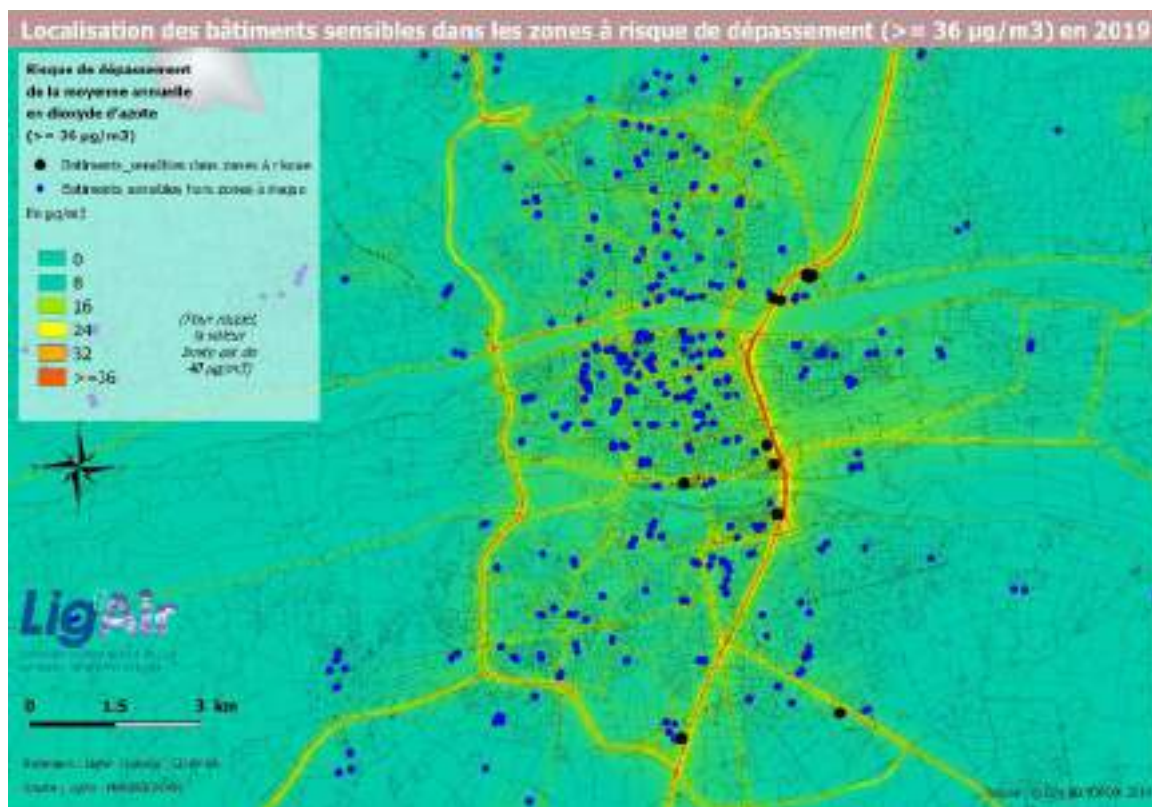 Localisation des bâtiments sensibles dans les zones à risque de dépassement (>= 36 µg/m3) en 2019
Risque de dépassement
de la moyenne annuelle
en dioxyde d'azote
(>= 36 µg/m3)
Batiments_sensibles dans zones à risque
Batiments sensibles hors zones à risque
En µg/m3
0
8
16
24
32
>=36
(Pour rappel,
la valeur
limite est de
40 µg/m3)
Lig'Air
0 1.5 3 km